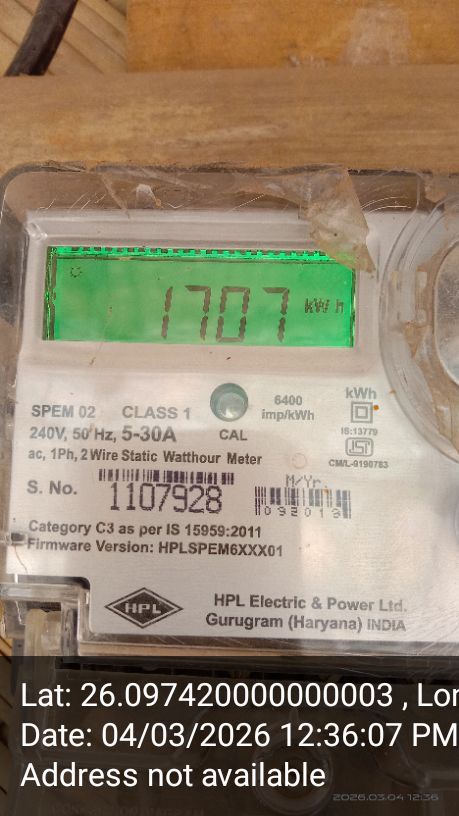 1707 kWh
SPEM 02 CLASS 1
6400
imp/kWh
kWh
240V, 50 Hz, 5-30A
CAL
IS:13779
ac, 1Ph, 2 Wire Static Watthour Meter
CM/L-9190783
S. No. 1107928
M/Yr.
092019
Category C3 as per IS 15959:2011
Firmware Version: HPLSPEM6XXX01
HPL
HPL Electric & Power Ltd.
Gurugram (Haryana) INDIA
Lat: 26.097420000000003 , Lon
Date: 04/03/2026 12:36:07 PM
Address not available
2026.03.04 12:36